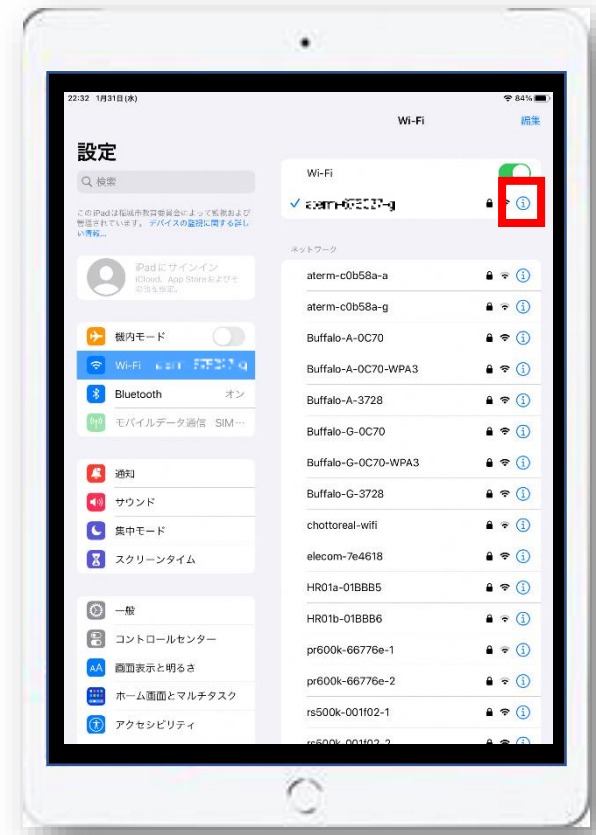 22:32 1月31日(水)
84%
Wi-Fi
編集
設定
検索
このiPadは稲城市教育委員会によって監視および
管理されています。デバイスの監視に関する詳し
い情報...
iPadにサインイン
iCloud、App Storeおよびそ
の他を設定。
機内モード
Wi-Fi
Bluetooth
オン
モバイルデータ通信 SIM…
通知
サウンド
集中モード
スクリーンタイム
一般
コントロールセンター
AA 画面表示と明るさ
ホーム画面とマルチタスク
アクセシビリティ
Wi-Fi
ネットワーク
aterm-c0b58a-a
aterm-c0b58a-g
Buffalo-A-0C70
Buffalo-A-0C70-WPA3
Buffalo-A-3728
Buffalo-G-0C70
Buffalo-G-0C70-WPA3
Buffalo-G-3728
chottoreal-wifi
elecom-7e4618
HR01a-01BBB5
HR01b-01BBB6
pr600k-66776e-1
pr600k-66776e-2
rs500k-001f02-1
rs500k-001f02-2